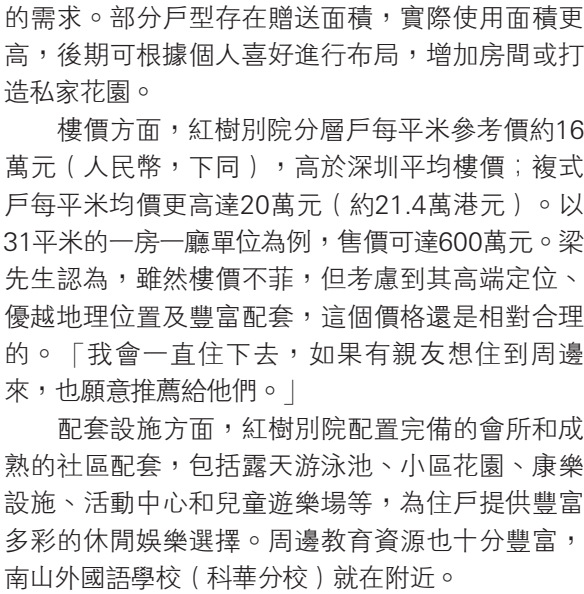 的需求。部分戶型存在贈送面積，實際使用面積更
高，後期可根據個人喜好進行布局，增加房間或打
造私家花園。
樓價方面，紅樹別院分層戶每平米參考價約16
萬元（人民幣，下同），高於深圳平均樓價；複式
戶每平米均價更高達20萬元（約21.4萬港元）。以
31平米的一房一廳單位為例，售價可達600萬元。梁
先生認為，雖然樓價不菲，但考慮到其高端定位、
優越地理位置及豐富配套，這個價格還是相對合理
的。「我會一直住下去，如果有親友想住到周邊
來，也願意推薦給他們。」
配套設施方面，紅樹別院配置完備的會所和成
熟的社區配套，包括露天游泳池、小區花園、康樂
設施、活動中心和兒童遊樂場等，為住戶提供豐富
多彩的休閒娛樂選擇。周邊教育資源也十分豐富，
南山外國語學校（科華分校）就在附近。